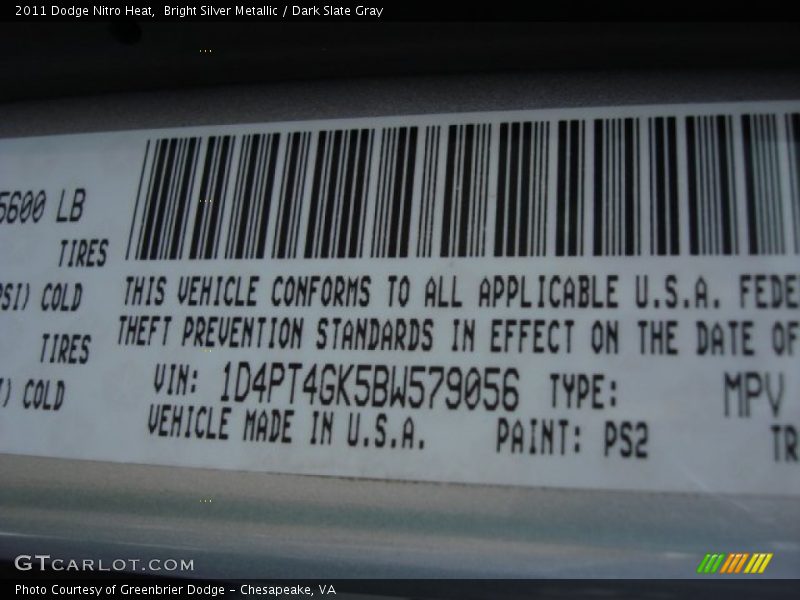 2011 Dodge Nitro Heat,  Bright Silver Metallic / Dark Slate Gray
5600 LB
TIRES
PSI) COLD
TIRES
) COLD
THIS VEHICLE CONFORMS TO ALL APPLICABLE U.S.A. FEDE
THEFT PREVENTION STANDARDS IN EFFECT ON THE DATE OF
VIN: 1D4PT4GK5BW579056 TYPE: MPV
VEHICLE MADE IN U.S.A. PAINT: PS2 TR
GTCARLOT.COM
Photo Courtesy of Greenbrier Dodge – Chesapeake, VA